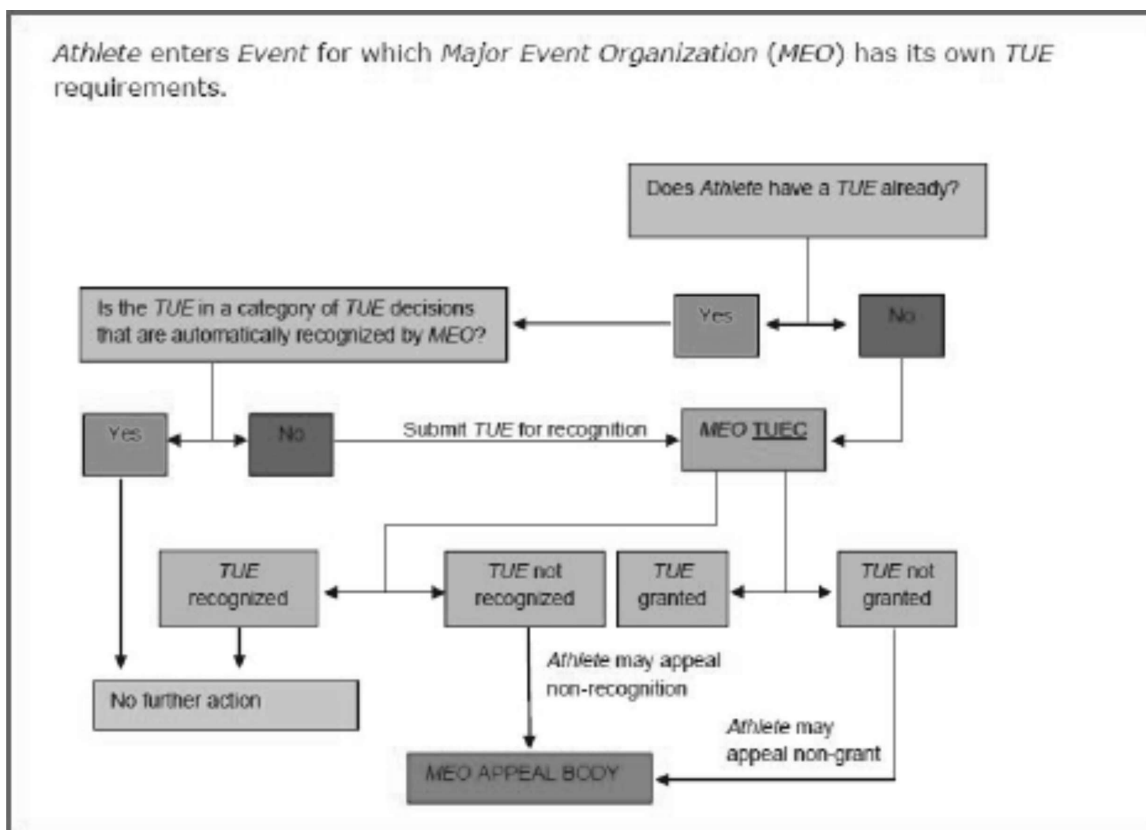 Athlete enters Event for which Major Event Organization (MEO) has its own TUE
requirements.
Does Athlete have a TUE already?
Is the TUE in a category of TUE decisions
that are automatically recognized by MEO?
Yes
No
Yes
No
Submit TUE for recognition
MEO TUEC
TUE
recognized
TUE not
recognized
TUE
granted
TUE not
granted
Athlete may appeal
non-recognition
No further action
Athlete may
appeal non-grant
MEO APPEAL BODY